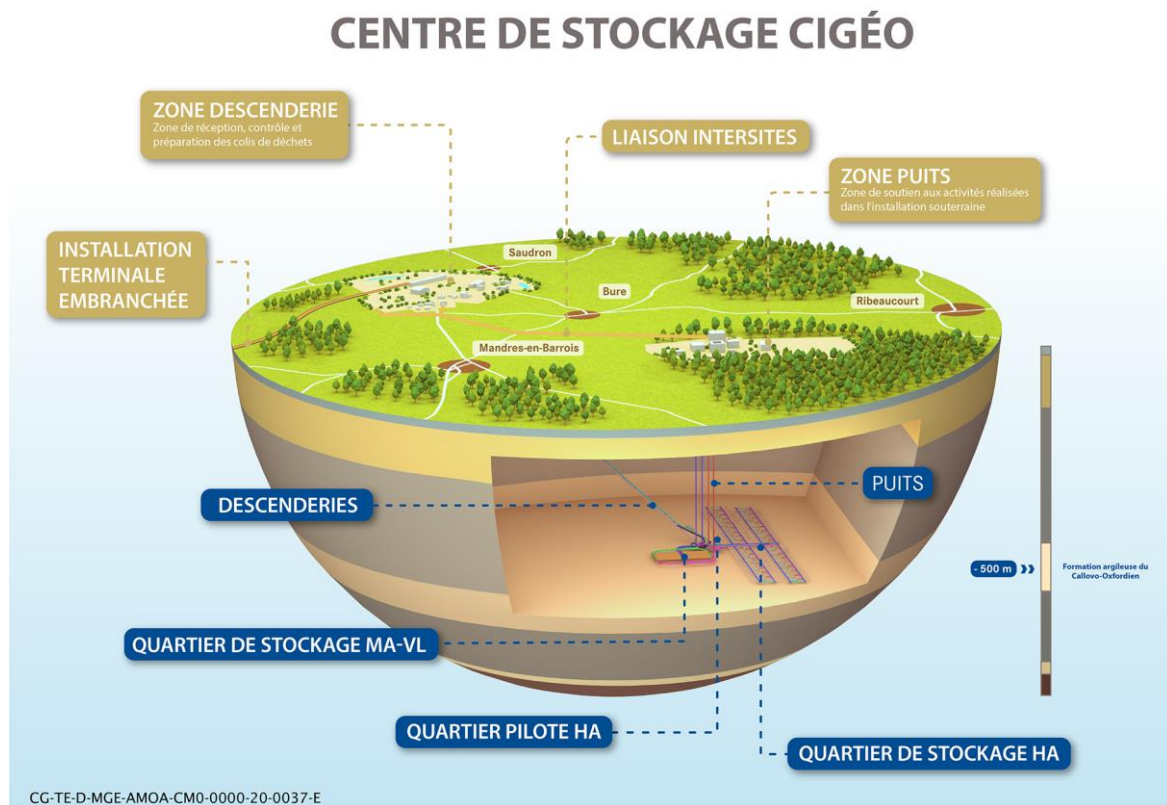 CENTRE DE STOCKAGE CIGÉO
ZONE DESCENDERIE
Zone de réception, contrôle et
préparation des colis de déchets
LIAISON INTERSITES
ZONE PUITS
Zone de soutien aux activités réalisées
dans l'installation souterraine
INSTALLATION
TERMINALE
EMBRANCHÉE
Saudron
Bure
Ribeaucourt
Mandres-en-Barrois
DESCENDERIES
PUITS
- 500 m
Formation argileuse du
Callovo-Oxfordien
QUARTIER DE STOCKAGE MA-VL
QUARTIER PILOTE HA
QUARTIER DE STOCKAGE HA
CG-TE-D-MGE-AMOA-CM0-0000-20-0037-E